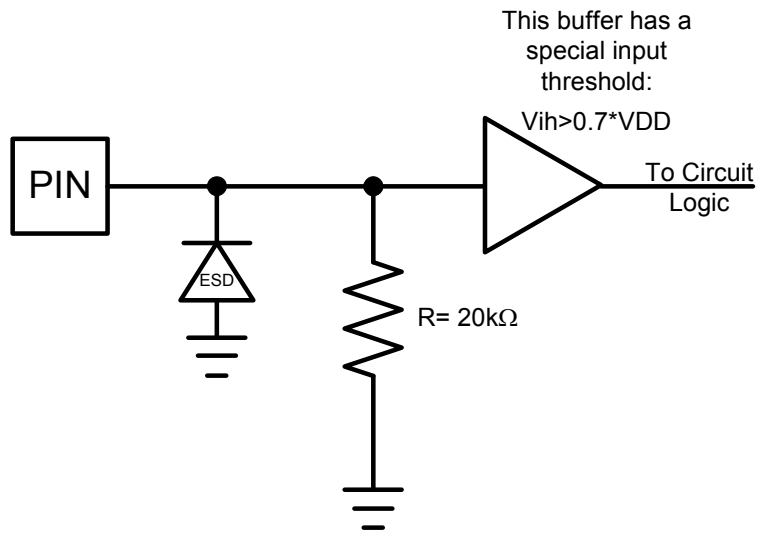 This buffer has a
special input
threshold:
Vih>0.7*VDD
PIN
To Circuit
Logic
ESD
R= 20kΩ